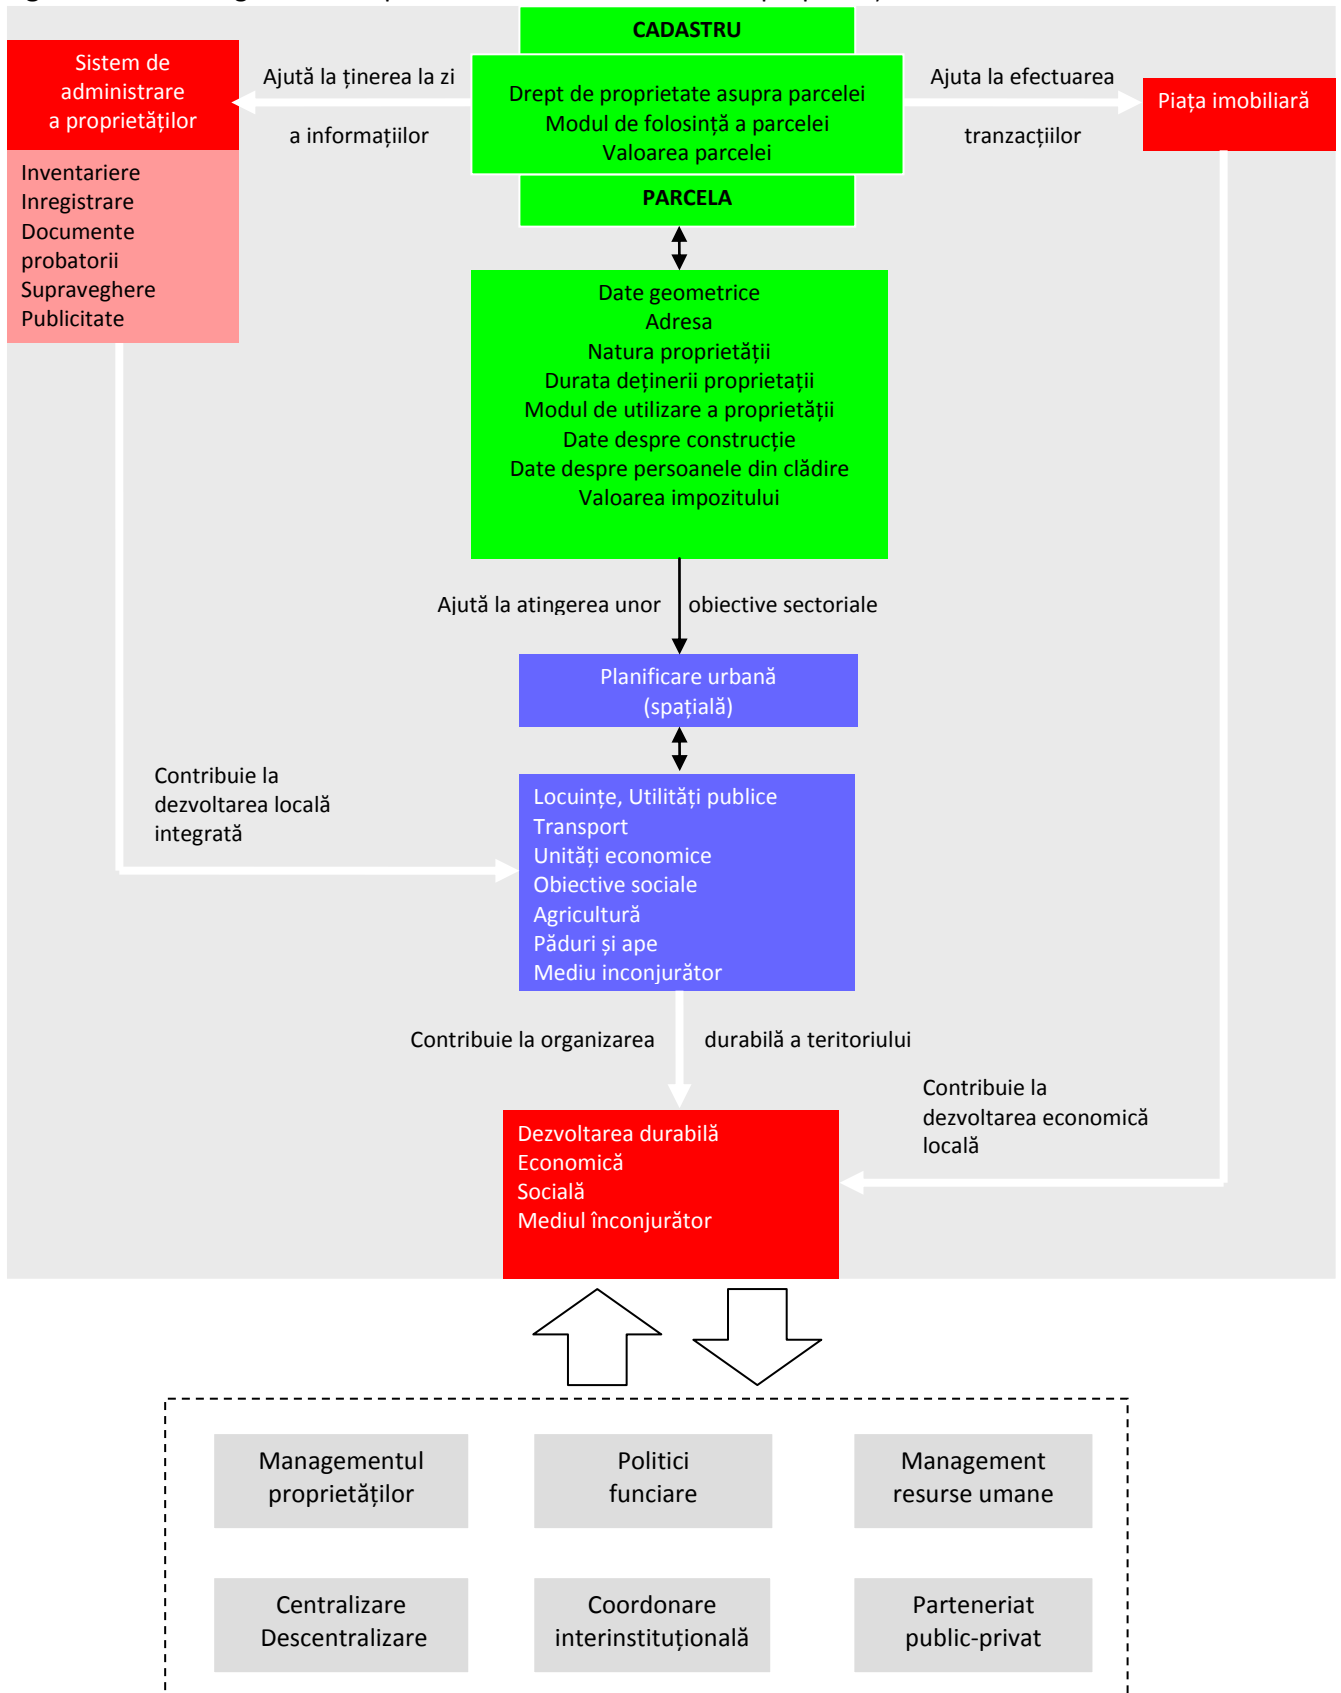 CADASTRU
Sistem de
administrare
a proprietăților
Ajută la ținerea la zi
a informațiilor
Drept de proprietate asupra parcelei
Modul de folosință a parcelei
Valoarea parcelei
Ajuta la efectuarea
tranzacțiilor
Piața imobiliară
Inventariere
Inregistrare
Documente
probatorii
Supraveghere
Publicitate
PARCELA
Date geometrice
Adresa
Natura proprietății
Durata deținerii proprietații
Modul de utilizare a proprietății
Date despre construcție
Date despre persoanele din clădire
Valoarea impozitului
Ajută la atingerea unor obiective sectoriale
Planificare urbană
(spațială)
Contribuie la
dezvoltarea locală
integrată
Locuințe, Utilități publice
Transport
Unități economice
Obiective sociale
Agricultură
Păduri și ape
Mediu inconjurător
Contribuie la organizarea durabilă a teritoriului
Contribuie la
dezvoltarea economică
locală
Dezvoltarea durabilă
Economică
Socială
Mediul înconjurător
Managementul
proprietăților
Politici
funciare
Management
resurse umane
Centralizare
Descentralizare
Coordonare
interinstituțională
Parteneriat
public-privat